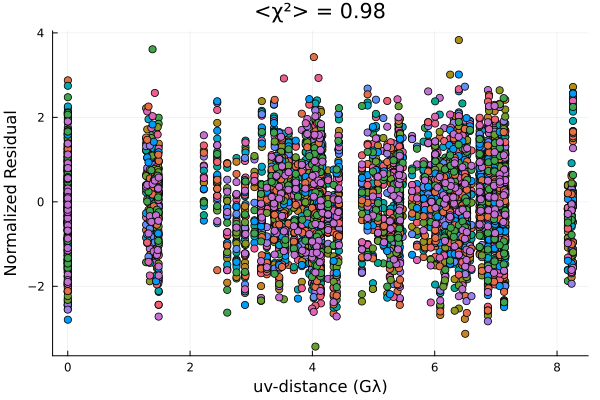 <χ²> = 0.98
4
2
0
−2
Normalized Residual
0 2 4 6 8
uv-distance (Gλ)